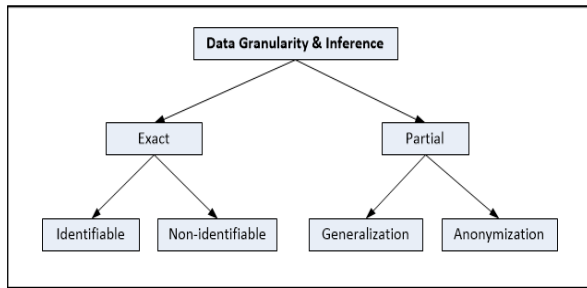 Data Granularity & Inference
Exact
Partial
Identifiable
Non-identifiable
Generalization
Anonymization